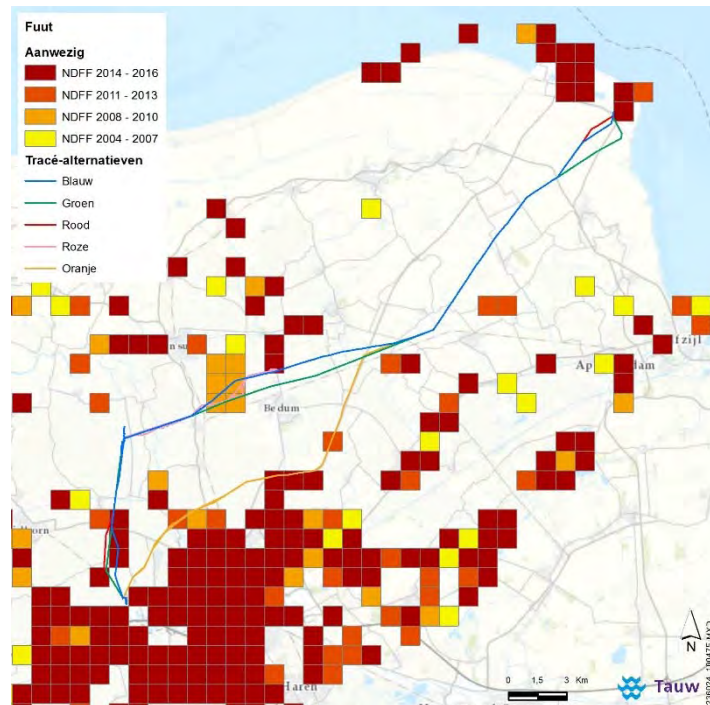 Fuut
Aanwezig
NDFF 2014 - 2016
NDFF 2011 - 2013
NDFF 2008 - 2010
NDFF 2004 - 2007
Tracé-alternatieven
Blauw
Groen
Rood
Roze
Oranje
Bedum
Haren
N
0 1,5 3 Km
Tauw